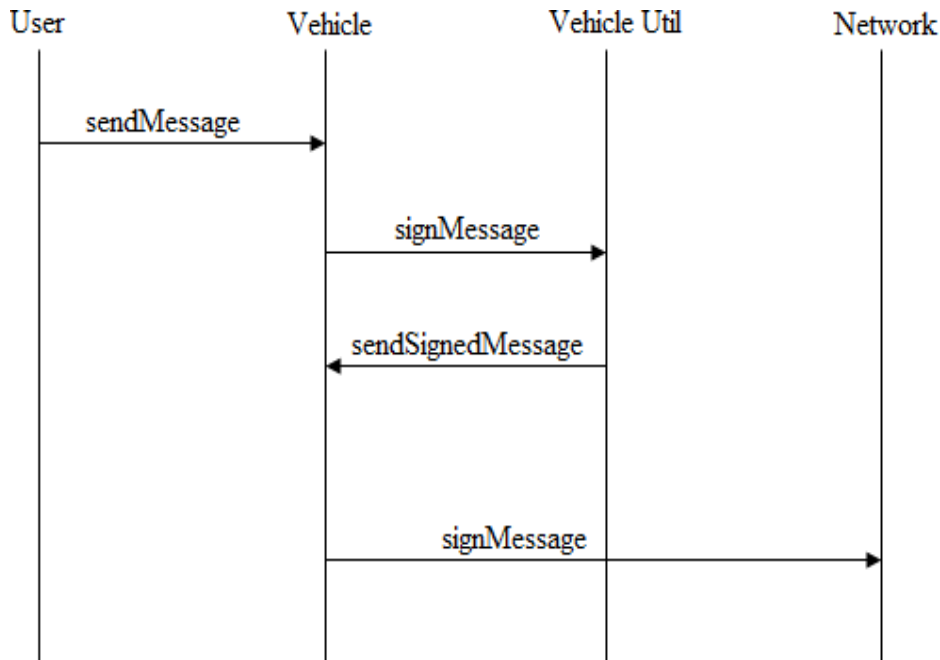 User
Vehicle
Vehicle Util
Network
sendMessage
signMessage
sendSignedMessage
signMessage